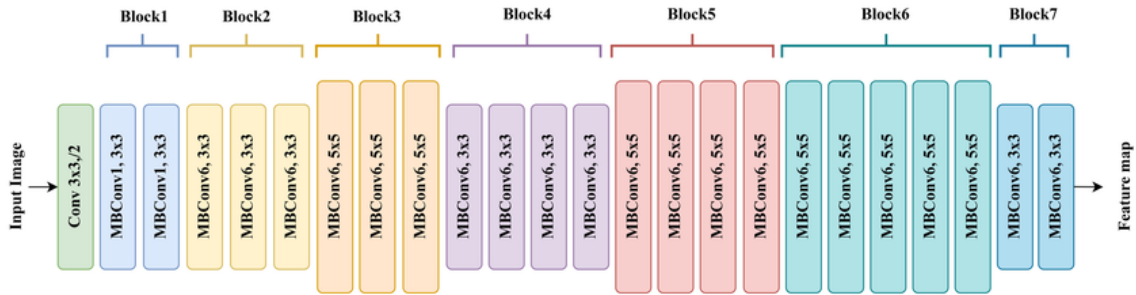 Block1
Block2
Block3
Block4
Block5
Block6
Block7
Input Image
Conv 3x3,/2
MBConv1, 3x3
MBConv1, 3x3
MBConv6, 3x3
MBConv6, 3x3
MBConv6, 3x3
MBConv6, 5x5
MBConv6, 5x5
MBConv6, 5x5
MBConv6, 3x3
MBConv6, 3x3
MBConv6, 3x3
MBConv6, 3x3
MBConv6, 5x5
MBConv6, 5x5
MBConv6, 5x5
MBConv6, 5x5
MBConv6, 5x5
MBConv6, 5x5
MBConv6, 5x5
MBConv6, 5x5
MBConv6, 5x5
MBConv6, 3x3
MBConv6, 3x3
Feature map